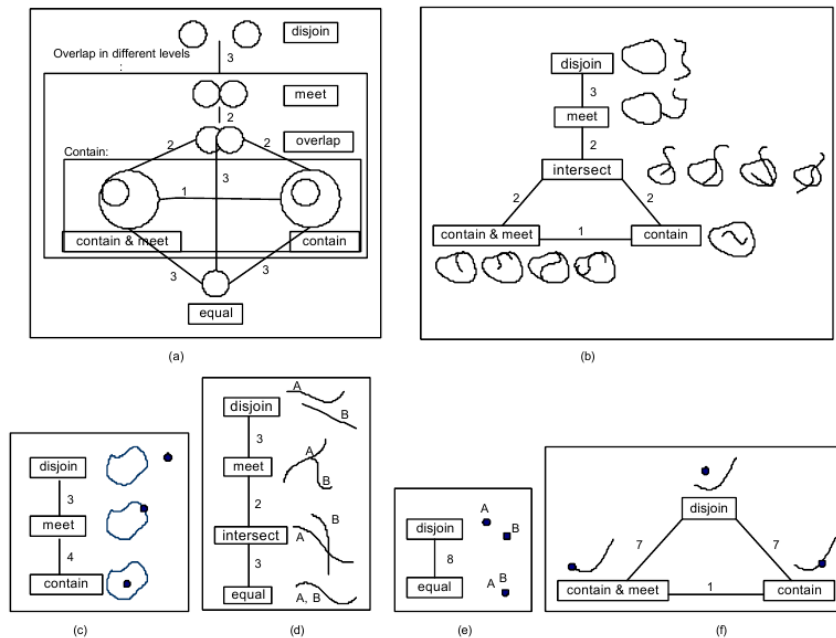 disjoin
Overlap in different levels
:
3
meet
2
overlap
2
2
Contain:
3
1
contain & meet
contain
3
3
equal
(a)
disjoin
3
meet
2
intersect
2
2
contain & meet
1
contain
(b)
disjoin
3
meet
4
contain
(c)
disjoin
A
B
3
meet
A
B
2
intersect
B
A
3
equal
A, B
(d)
disjoin
A
B
8
equal
A B
(e)
disjoin
7
7
contain & meet
1
contain
(f)